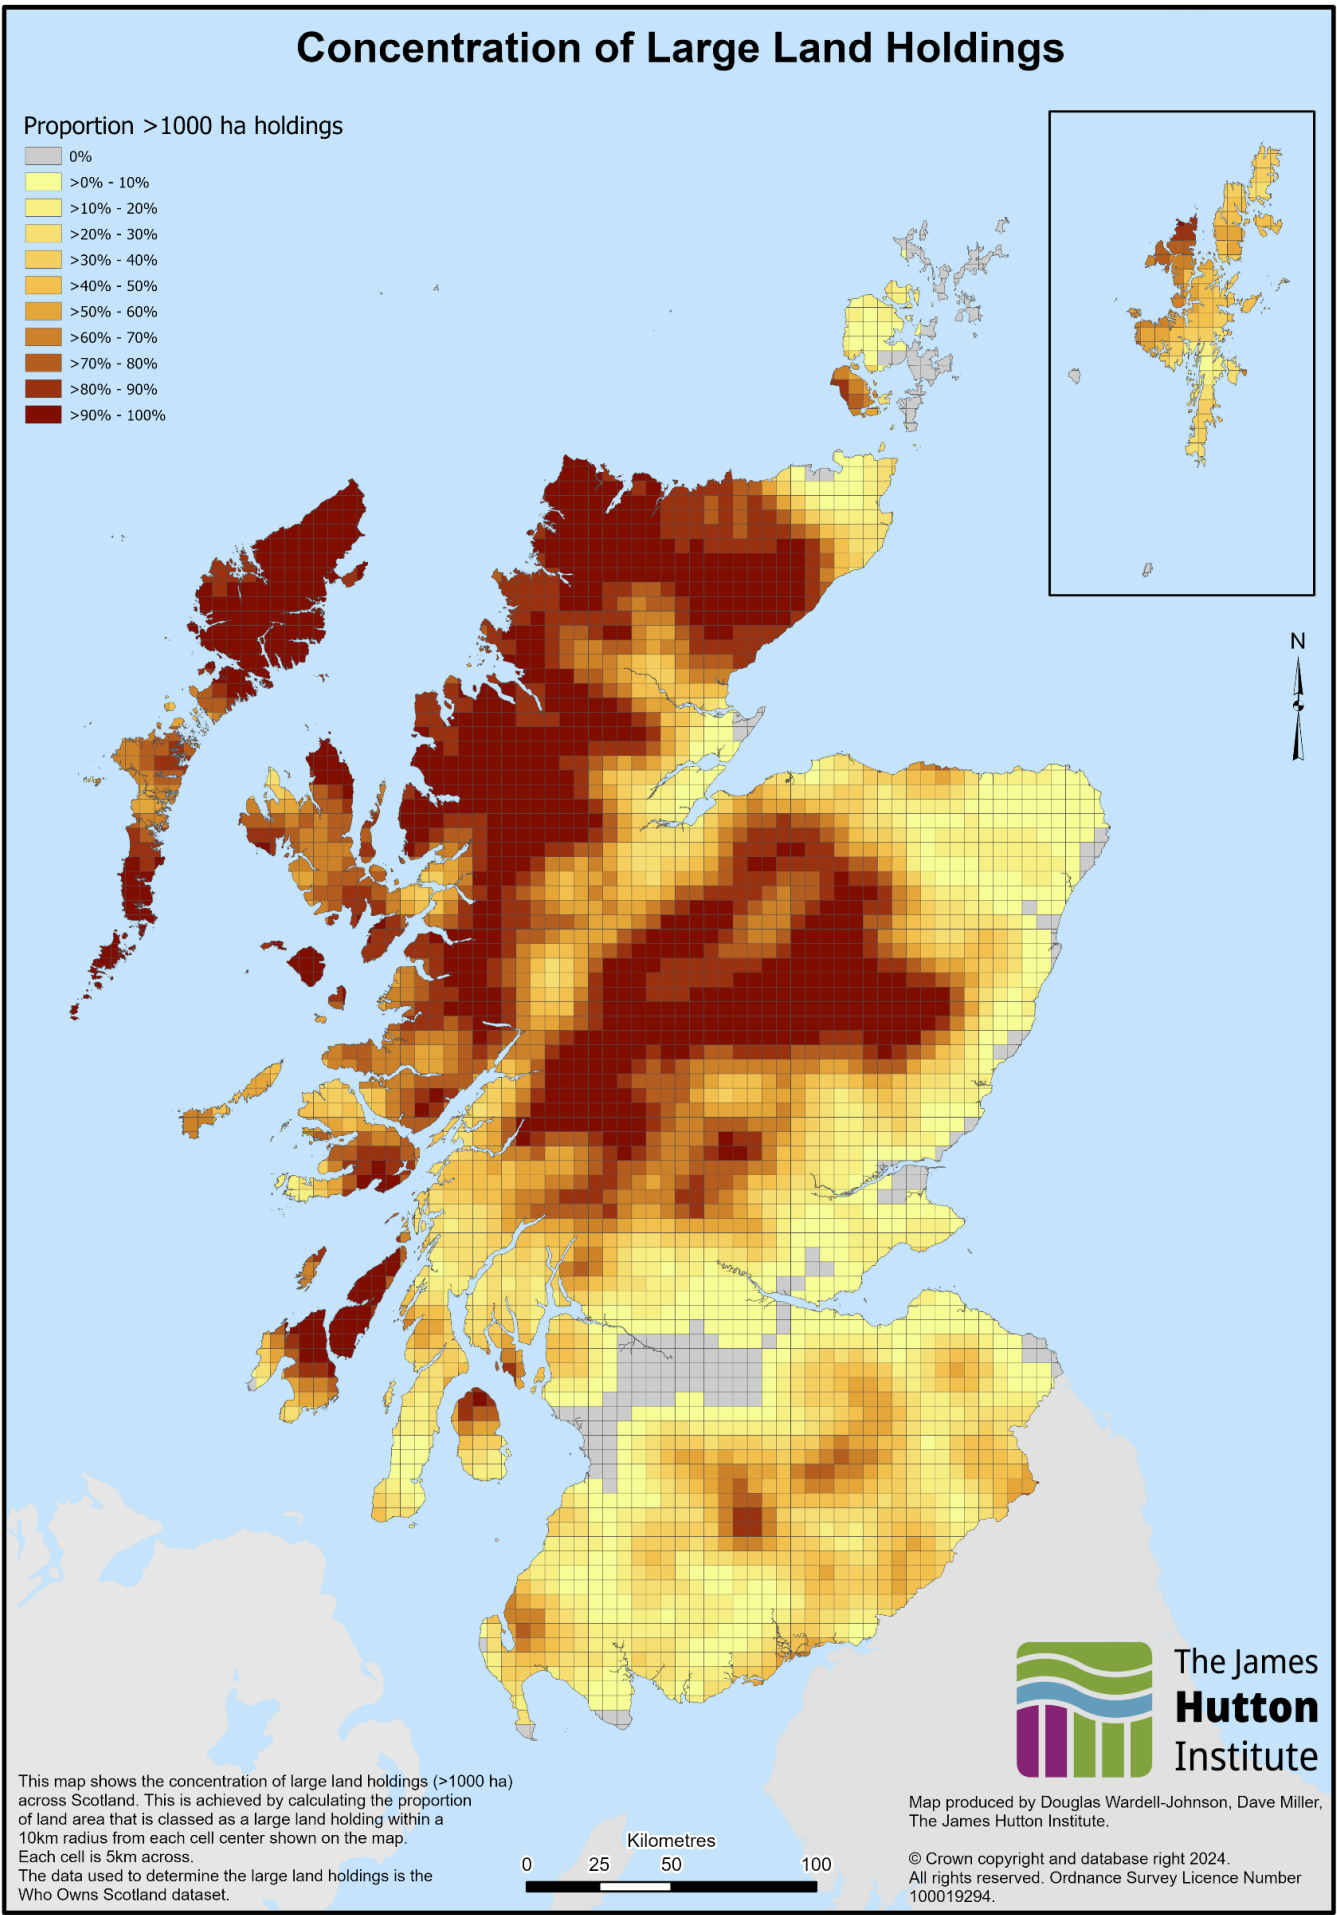 Concentration of Large Land Holdings
Proportion >1000 ha holdings
0%
>0% - 10%
>10% - 20%
>20% - 30%
>30% - 40%
>40% - 50%
>50% - 60%
>60% - 70%
>70% - 80%
>80% - 90%
>90% - 100%
N
The James
Hutton
Institute
This map shows the concentration of large land holdings (>1000 ha)
across Scotland. This is achieved by calculating the proportion
of land area that is classed as a large land holding within a
10km radius from each cell center shown on the map.
Each cell is 5km across.
The data used to determine the large land holdings is the
Who Owns Scotland dataset.
Kilometres
0 25 50 100
Map produced by Douglas Wardell-Johnson, Dave Miller,
The James Hutton Institute.
© Crown copyright and database right 2024.
All rights reserved. Ordnance Survey Licence Number
100019294.